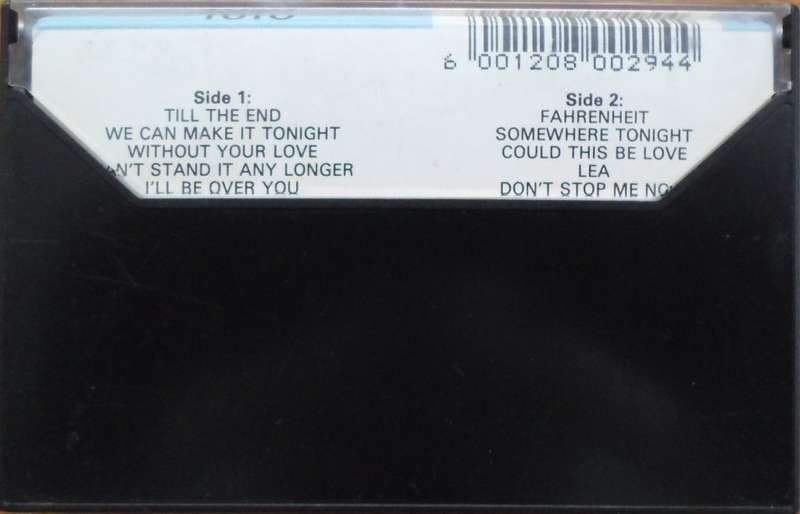 6 001208 002944
Side 1:
TILL THE END
WE CAN MAKE IT TONIGHT
WITHOUT YOUR LOVE
N'T STAND IT ANY LONGER
I'LL BE OVER YOU
Side 2:
FAHRENHEIT
SOMEWHERE TONIGHT
COULD THIS BE LOVE
LEA
DON'T STOP ME NO